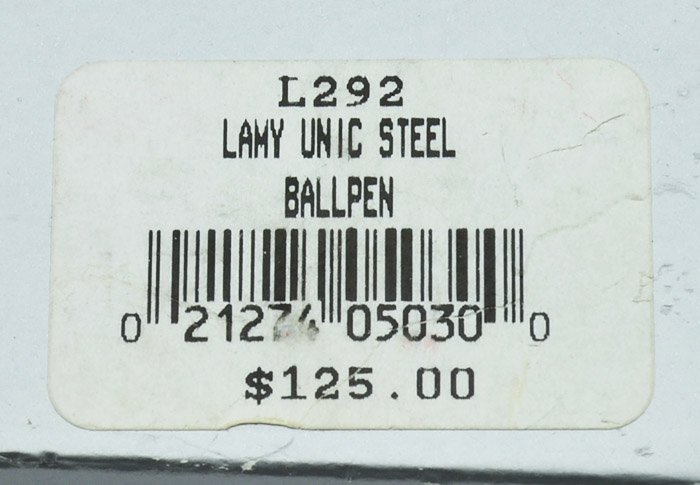 L292
LAMY UNIC STEEL
BALLPEN
0 21274 05030 0
$125.00